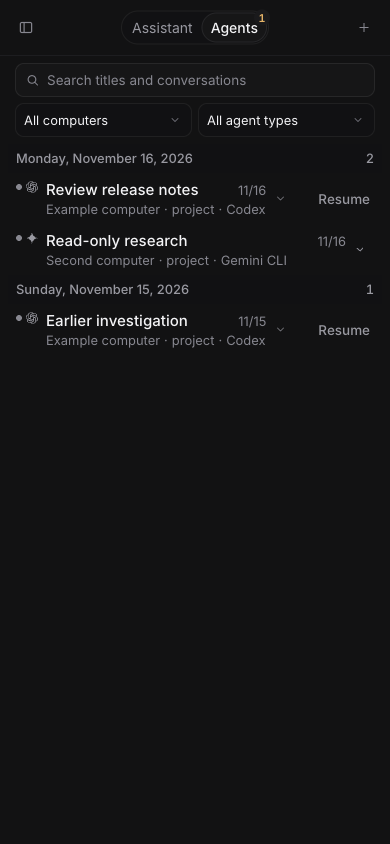 Assistant Agents 1
Search titles and conversations
All computers All agent types
Monday, November 16, 2026 2
Review release notes 11/16 Resume
Example computer · project · Codex
Read-only research 11/16
Second computer · project · Gemini CLI
Sunday, November 15, 2026 1
Earlier investigation 11/15 Resume
Example computer · project · Codex